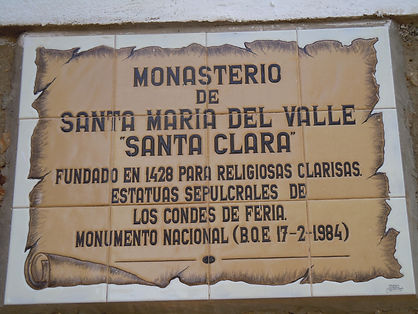 MONASTERIO
DE
SANTA MARIA DEL VALLE
"SANTA CLARA"
FUNDADO EN 1428 PARA RELIGIOSAS CLARISAS.
ESTATUAS SEPULCRALES DE
LOS CONDES DE FERIA.
MONUMENTO NACIONAL (B.O.E 17-2-1984)